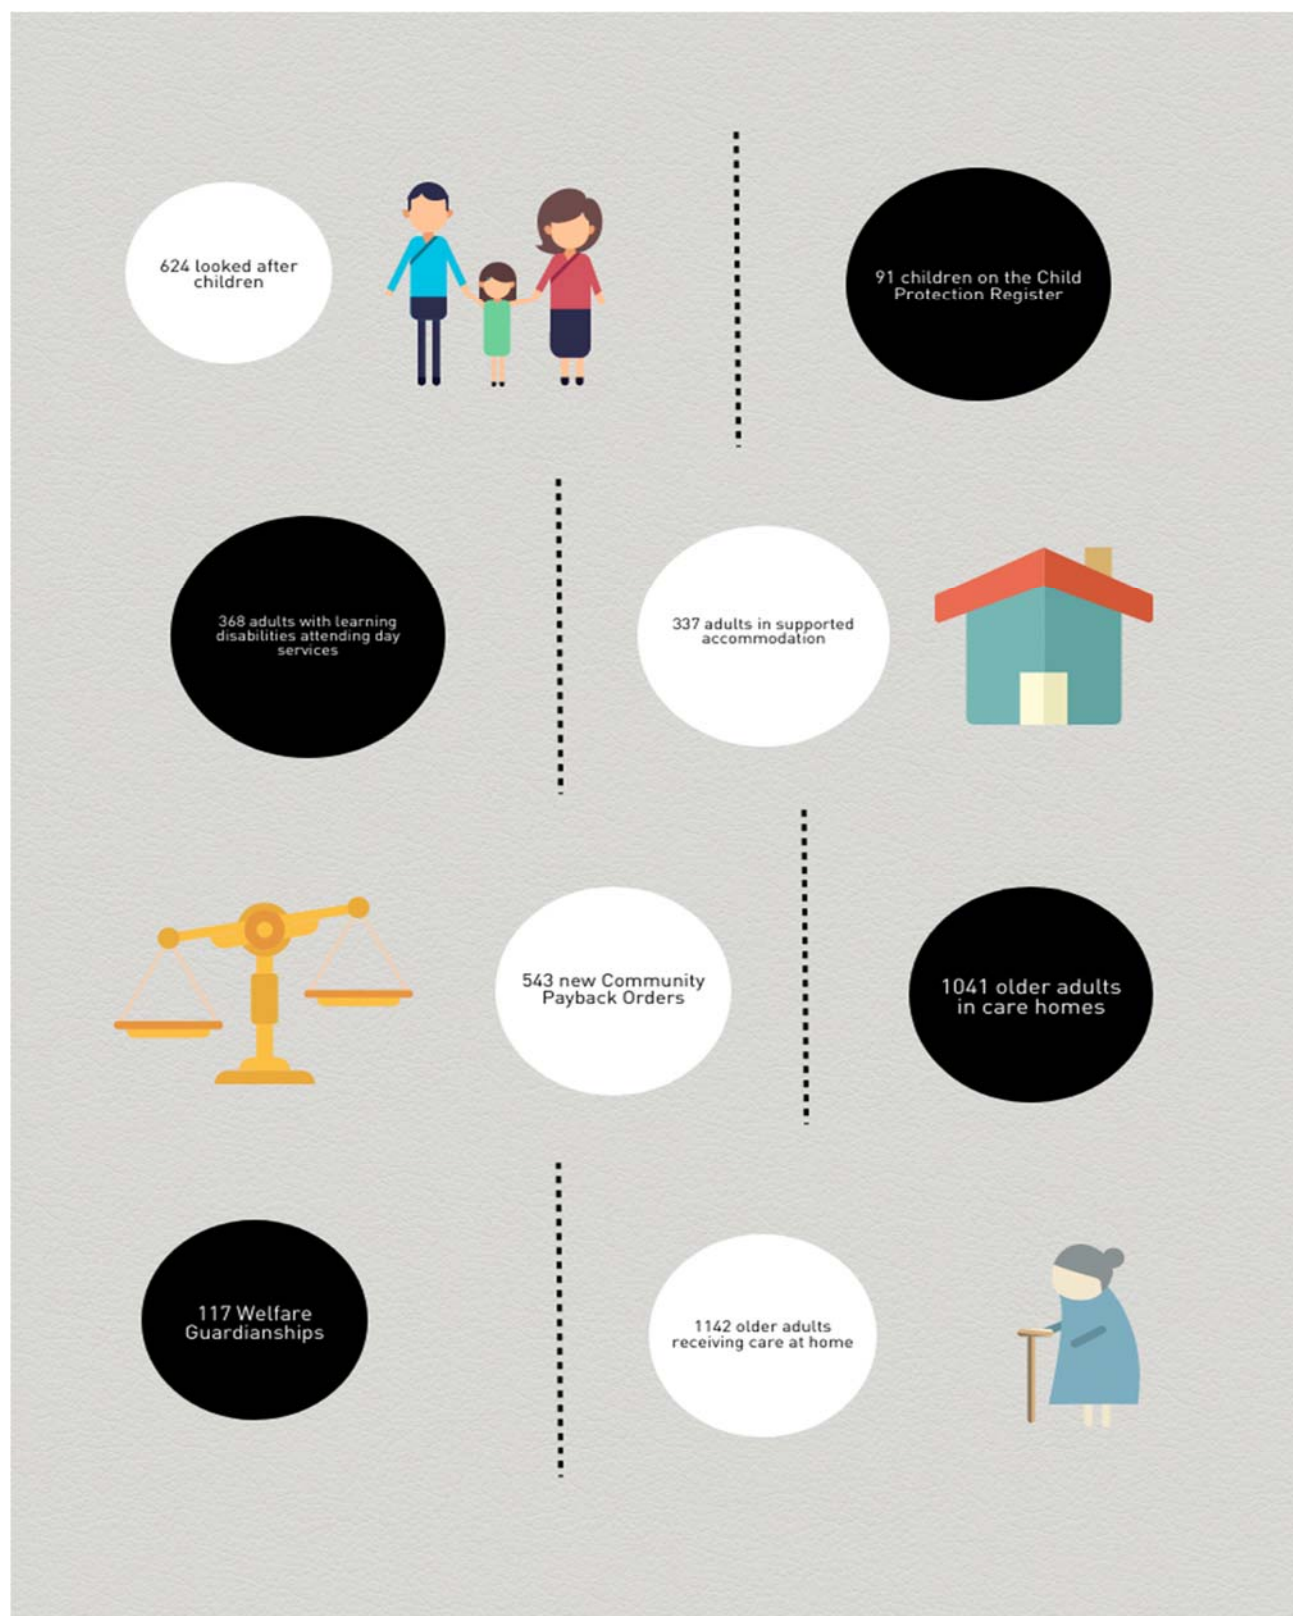 624 looked after
children
91 children on the Child
Protection Register
368 adults with learning
disabilities attending day
services
337 adults in supported
accommodation
543 new Community
Payback Orders
1041 older adults
in care homes
117 Welfare
Guardianships
1142 older adults
receiving care at home